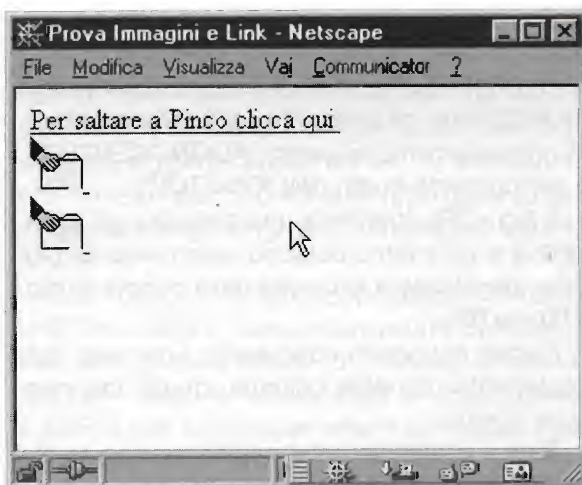 Prova Immagini e Link - Netscape
File Modifica Visualizza Vai Communicator ?
Per saltare a Pinco clicca qui